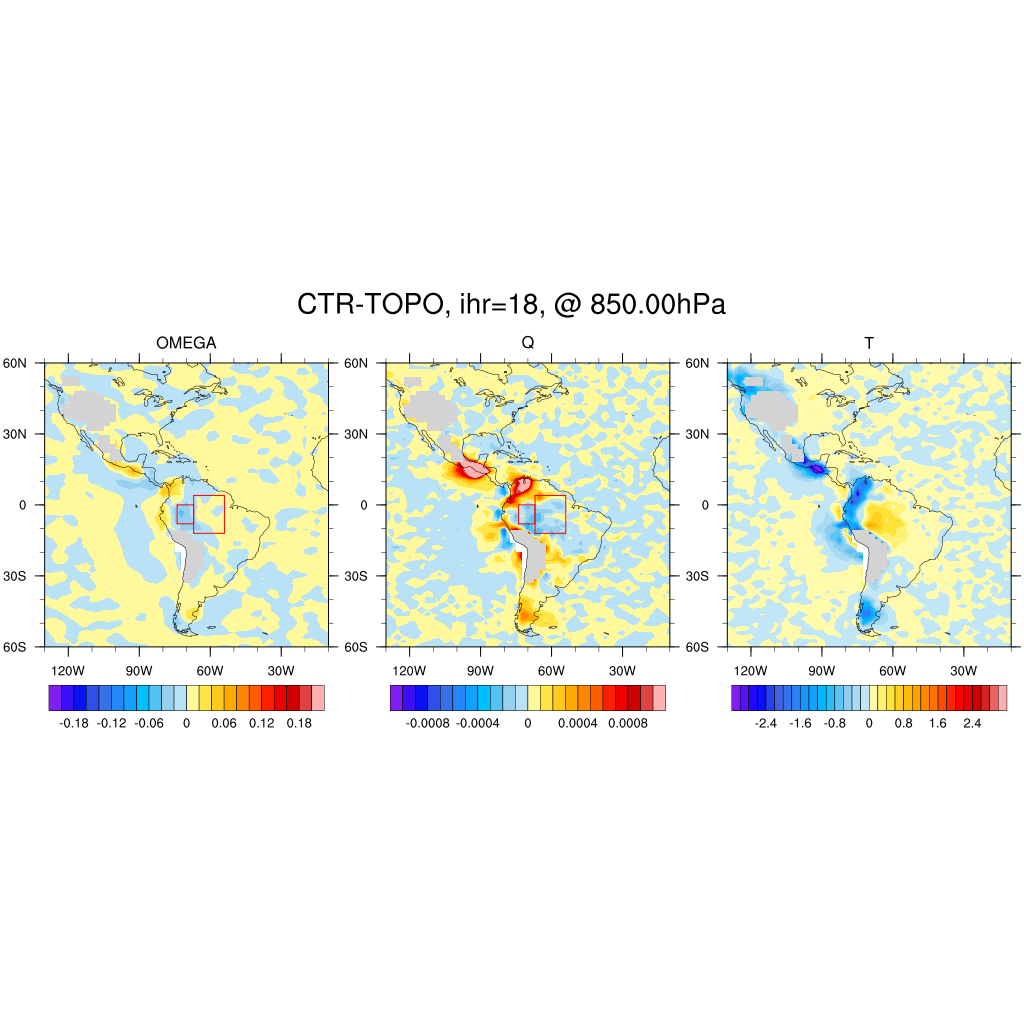 CTR-TOPO, ihr=18, @ 850.00hPa
OMEGA Q T
60N 60N 60N
30N 30N 30N
0 0 0
30S 30S 30S
60S 60S 60S
120W 90W 60W 30W 120W 90W 60W 30W 120W 90W 60W 30W
-0.18 -0.12 -0.06 0 0.06 0.12 0.18 -0.0008 -0.0004 0 0.0004 0.0008 -2.4 -1.6 -0.8 0 0.8 1.6 2.4